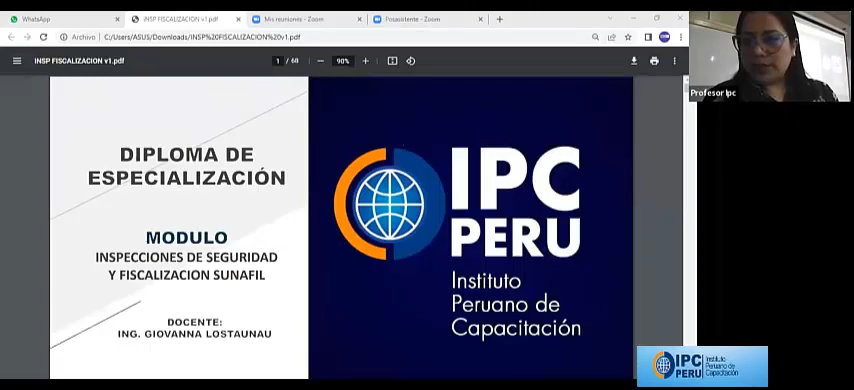 WhatsApp
INSP FISCALIZACION v1.pdf
Mis reuniones - Zoom
Posasistente - Zoom
Archivo
C:/Users/ASUS/Downloads/INSP%20FISCALIZACION%20v1.pdf
INSP FISCALIZACION v1.pdf
1 / 68
90%
Profesor Ipc
DIPLOMA DE
ESPECIALIZACIÓN
MODULO
INSPECCIONES DE SEGURIDAD
Y FISCALIZACION SUNAFIL
DOCENTE:
ING. GIOVANNA LOSTAUNAU
IPC
PERU
Instituto
Peruano de
Capacitación
IPC
PERU
Instituto
Peruano de
Capacitación